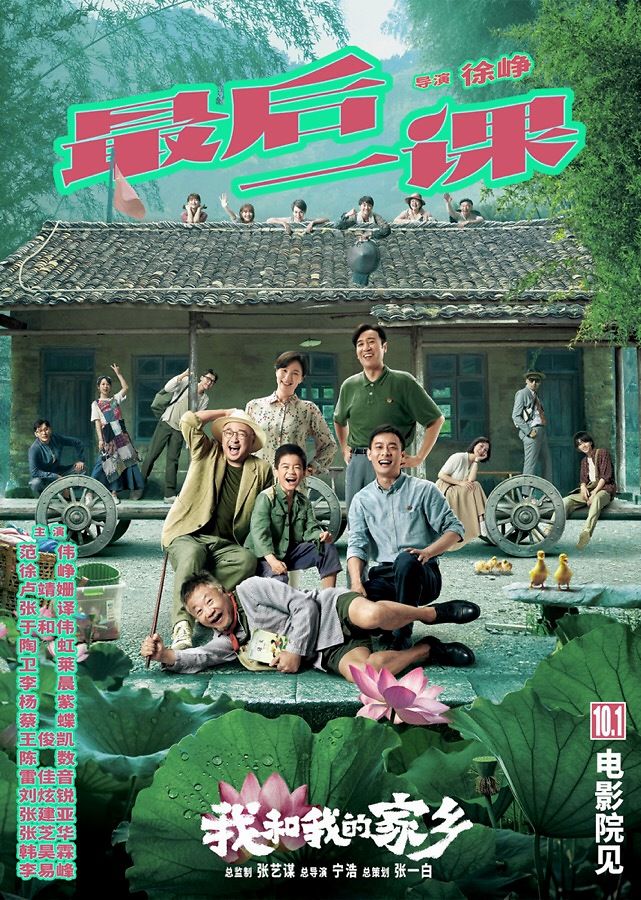 导演 徐峥
最后一课
主演
范伟
徐峥
卢靖姗
张译
于和伟
陶虹
卫莱
李晨
杨紫
蔡蝶
王俊凯
陈数
雷佳音
刘炫锐
张建亚
张芝华
韩昊霖
李易峰
10.1
电影院见
我和我的家乡
总监制 张艺谋 总导演 宁浩 总策划 张一白